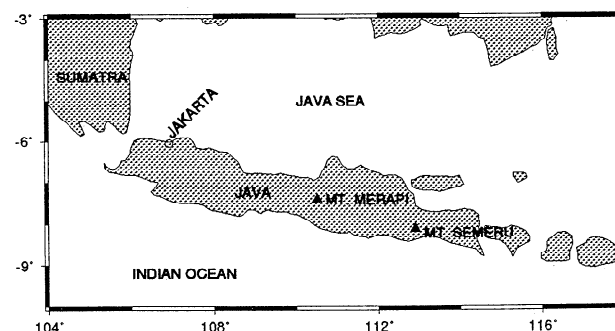 -3°
SUMATRA
JAVA SEA
JAKARTA
-6°
JAVA
MT. MERAPI
MT. SEMERU
-9°
INDIAN OCEAN
104°
108°
112°
116°